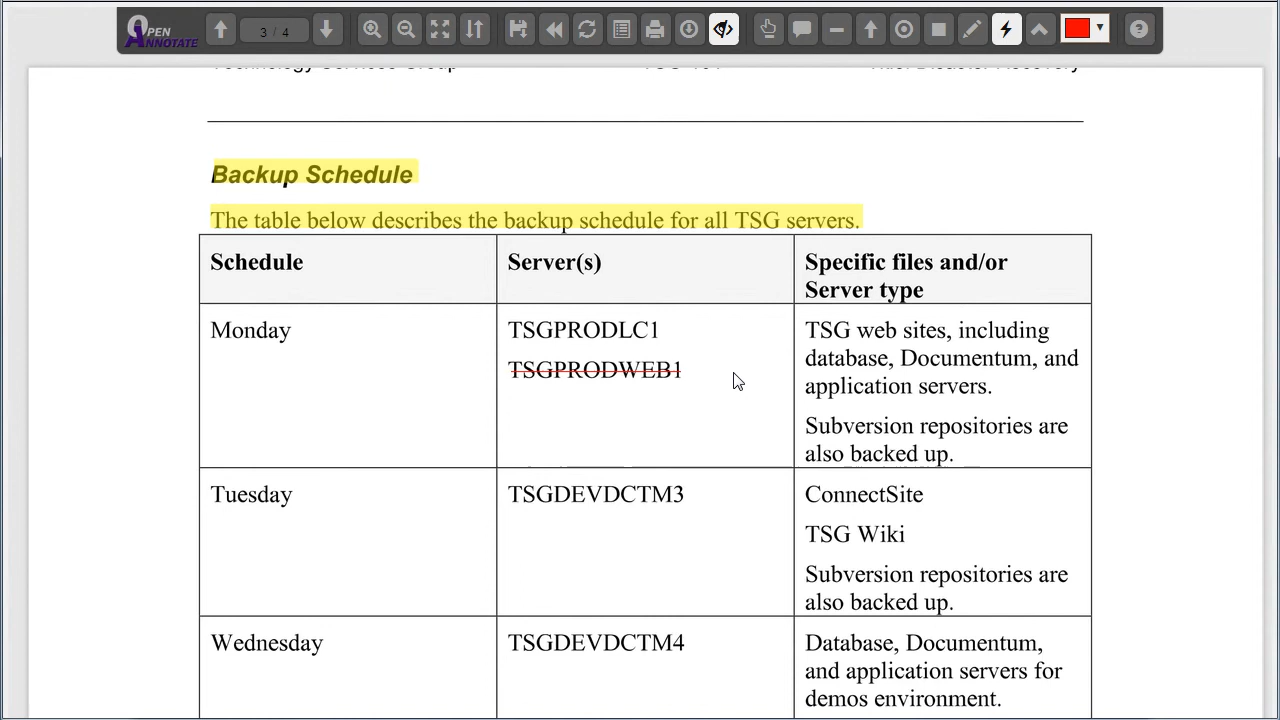 OPEN
ANNOTATE
3 / 4
Backup Schedule
The table below describes the backup schedule for all TSG servers.
Schedule
Server(s)
Specific files and/or
Server type
Monday
TSGPRODLC1
TSGPRODWEB1
TSG web sites, including
database, Documentum, and
application servers.
Subversion repositories are
also backed up.
Tuesday
TSGDEVDCTM3
ConnectSite
TSG Wiki
Subversion repositories are
also backed up.
Wednesday
TSGDEVDCTM4
Database, Documentum,
and application servers for
demos environment.